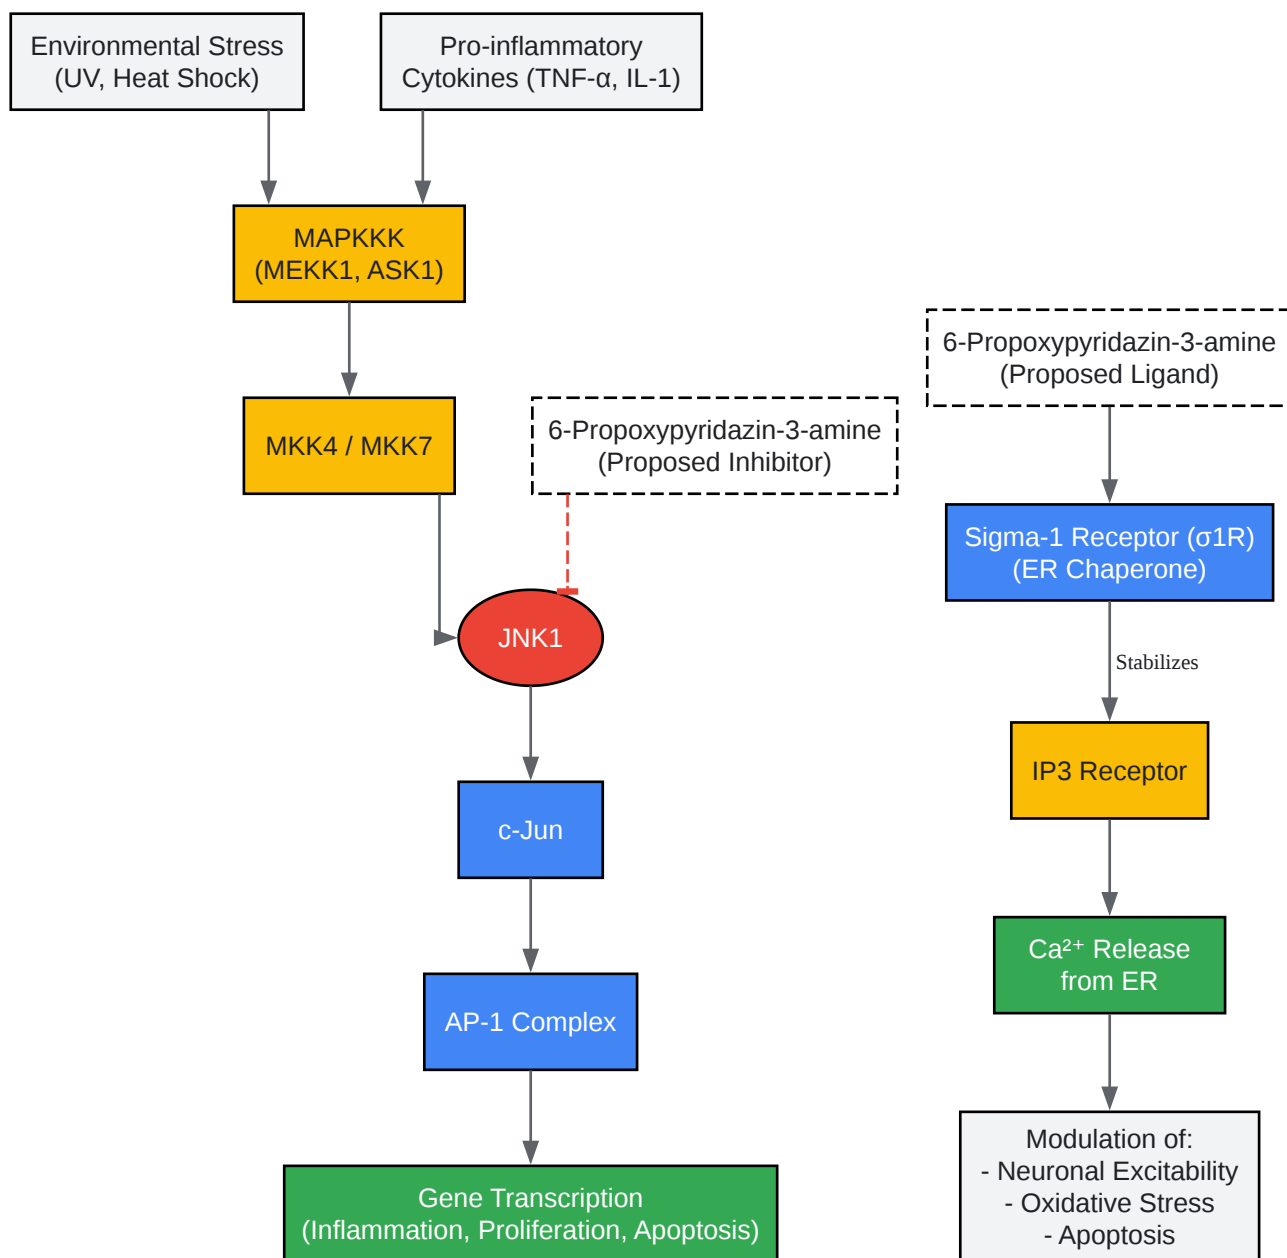 Environmental Stress
(UV, Heat Shock)
Pro-inflammatory
Cytokines (TNF-α, IL-1)
MAPKKK
(MEKK1, ASK1)
MKK4 / MKK7
6-Propoxypyridazin-3-amine
(Proposed Inhibitor)
JNK1
c-Jun
AP-1 Complex
Gene Transcription
(Inflammation, Proliferation, Apoptosis)
6-Propoxypyridazin-3-amine
(Proposed Ligand)
Sigma-1 Receptor (σ1R)
(ER Chaperone)
Stabilizes
IP3 Receptor
Ca²⁺ Release
from ER
Modulation of:
- Neuronal Excitability
- Oxidative Stress
- Apoptosis